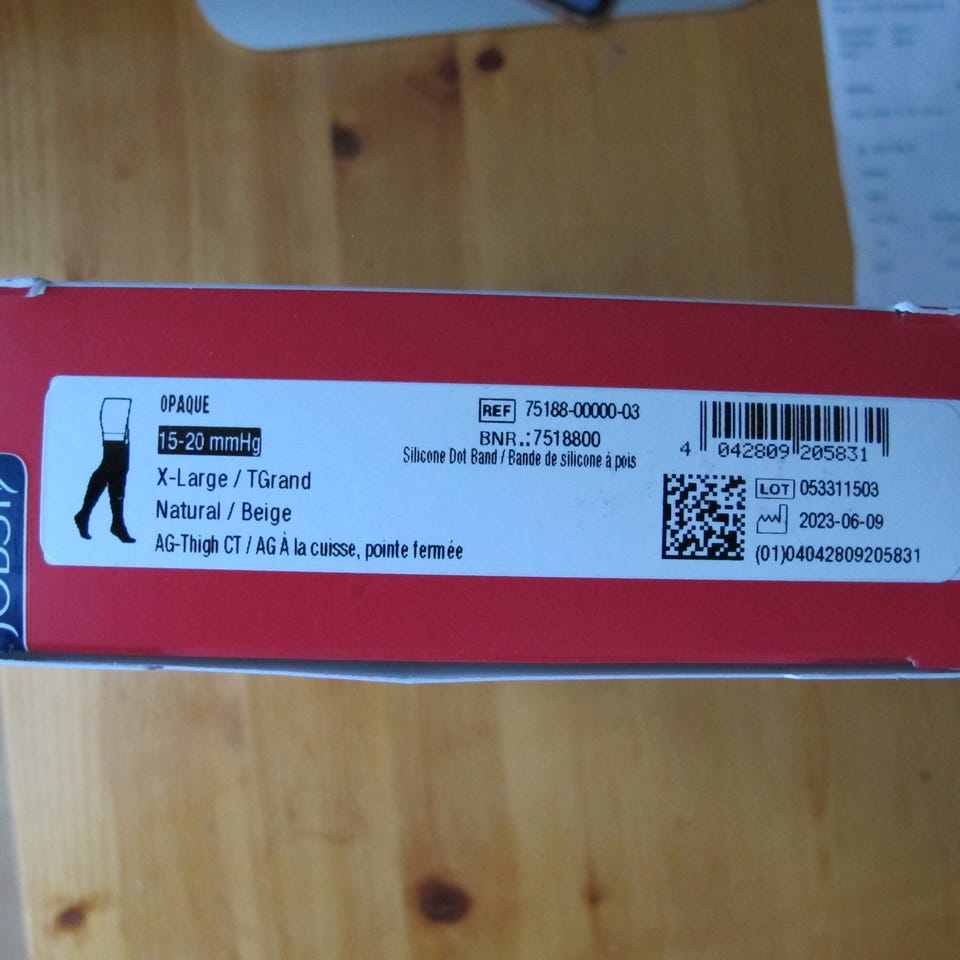 JOBST
OPAQUE
15-20 mmHg
X-Large / TGrand
Natural / Beige
AG-Thigh CT / AG À la cuisse, pointe fermée
REF 75188-00000-03
BNR.:7518800
Silicone Dot Band / Bande de silicone à pois
4 042809 205831
LOT 053311503
2023-06-09
(01)04042809205831